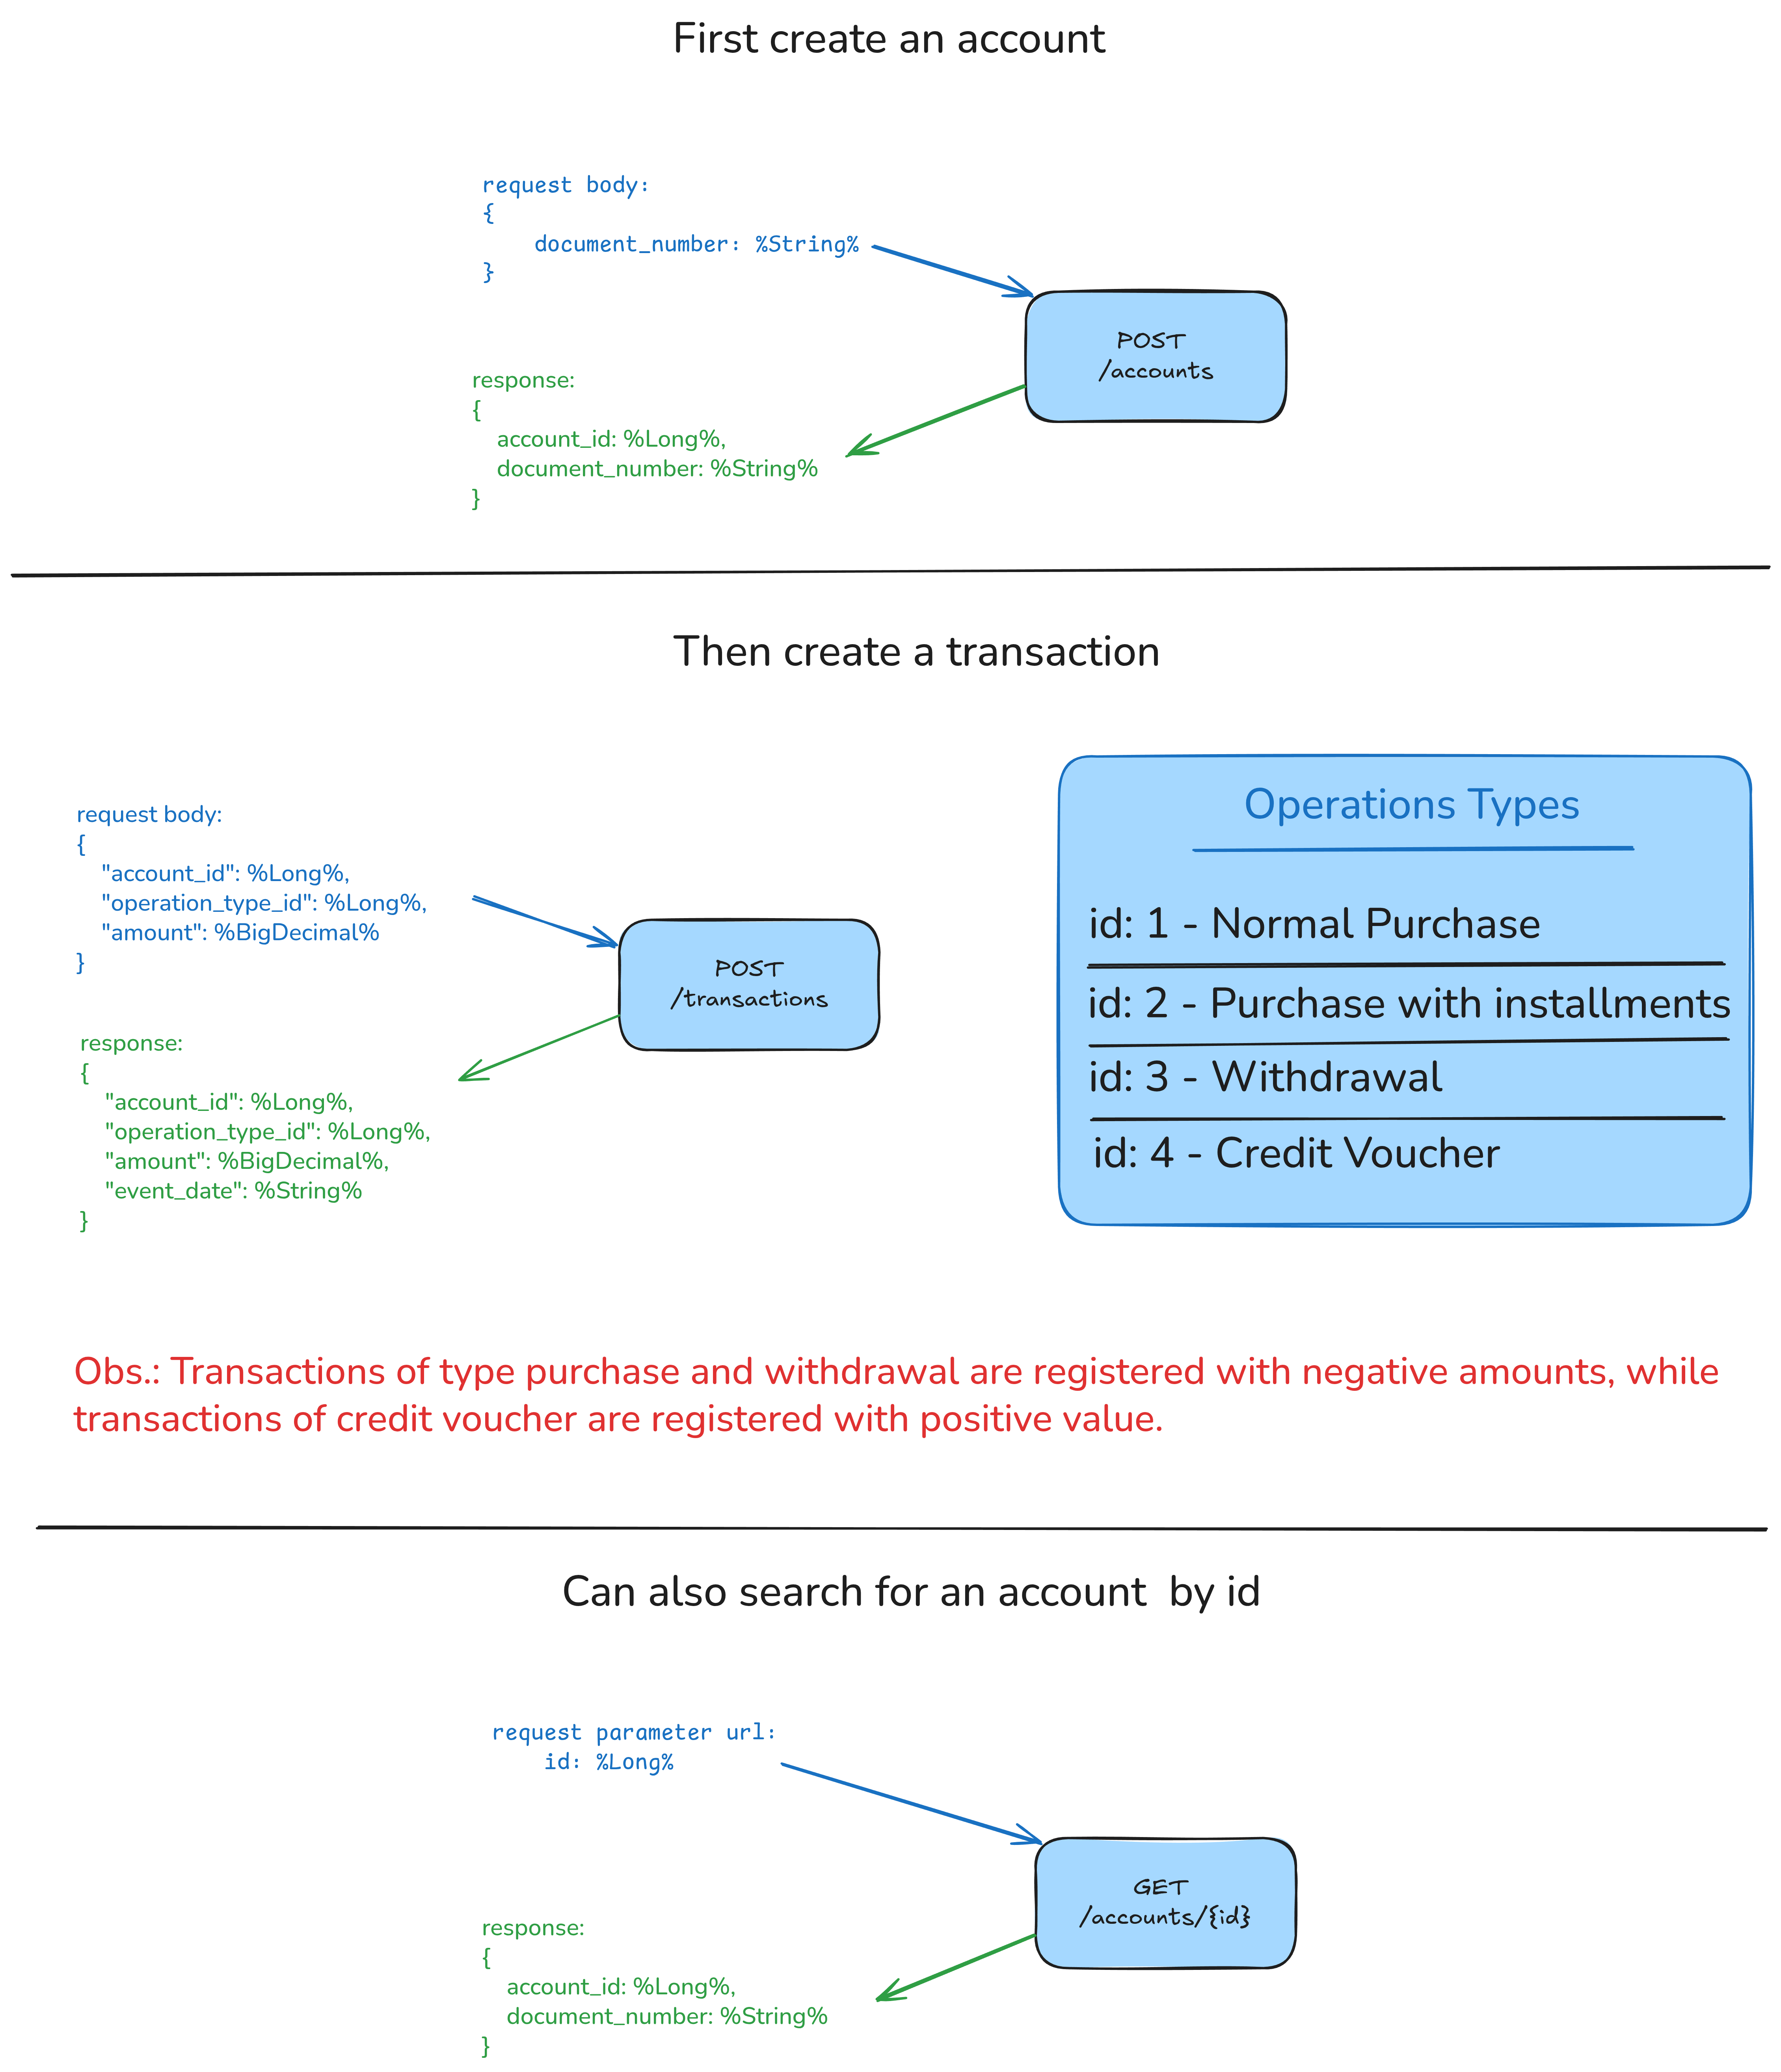 First create an account
request body:
{
document_number: %String%
}
POST
/accounts
response:
{
account_id: %Long%,
document_number: %String%
}
Then create a transaction
request body:
{
"account_id": %Long%,
"operation_type_id": %Long%,
"amount": %BigDecimal%
}
POST
/transactions
response:
{
"account_id": %Long%,
"operation_type_id": %Long%,
"amount": %BigDecimal%,
"event_date": %String%
}
Operations Types
id: 1 - Normal Purchase
id: 2 - Purchase with installments
id: 3 - Withdrawal
id: 4 - Credit Voucher
Obs.: Transactions of type purchase and withdrawal are registered with negative amounts, while
transactions of credit voucher are registered with positive value.
Can also search for an account  by id
request parameter url:
id: %Long%
GET
/accounts/{id}
response:
{
account_id: %Long%,
document_number: %String%
}